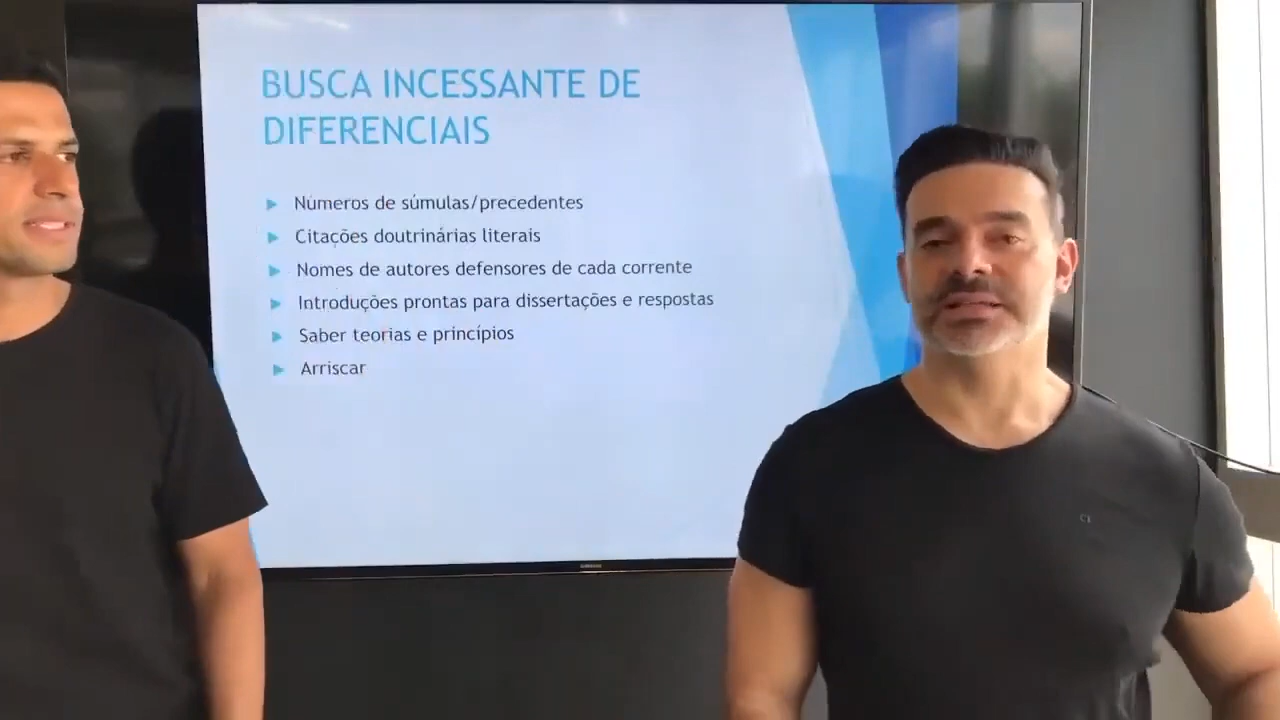 BUSCA INCESSANTE DE
DIFERENCIAIS
Números de súmulas/precedentes
Citações doutrinárias literais
Nomes de autores defensores de cada corrente
Introduções prontas para dissertações e respostas
Saber teorias e princípios
Arriscar
SAMSUNG